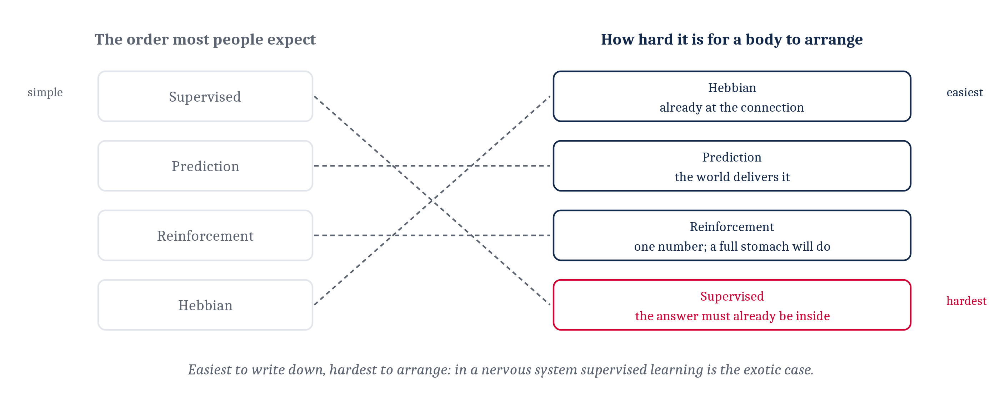 The order most people expect
How hard it is for a body to arrange
simple
Supervised
Prediction
Reinforcement
Hebbian
Hebbian
already at the connection
easiest
Prediction
the world delivers it
Reinforcement
one number; a full stomach will do
Supervised
the answer must already be inside
hardest
Easiest to write down, hardest to arrange: in a nervous system supervised learning is the exotic case.